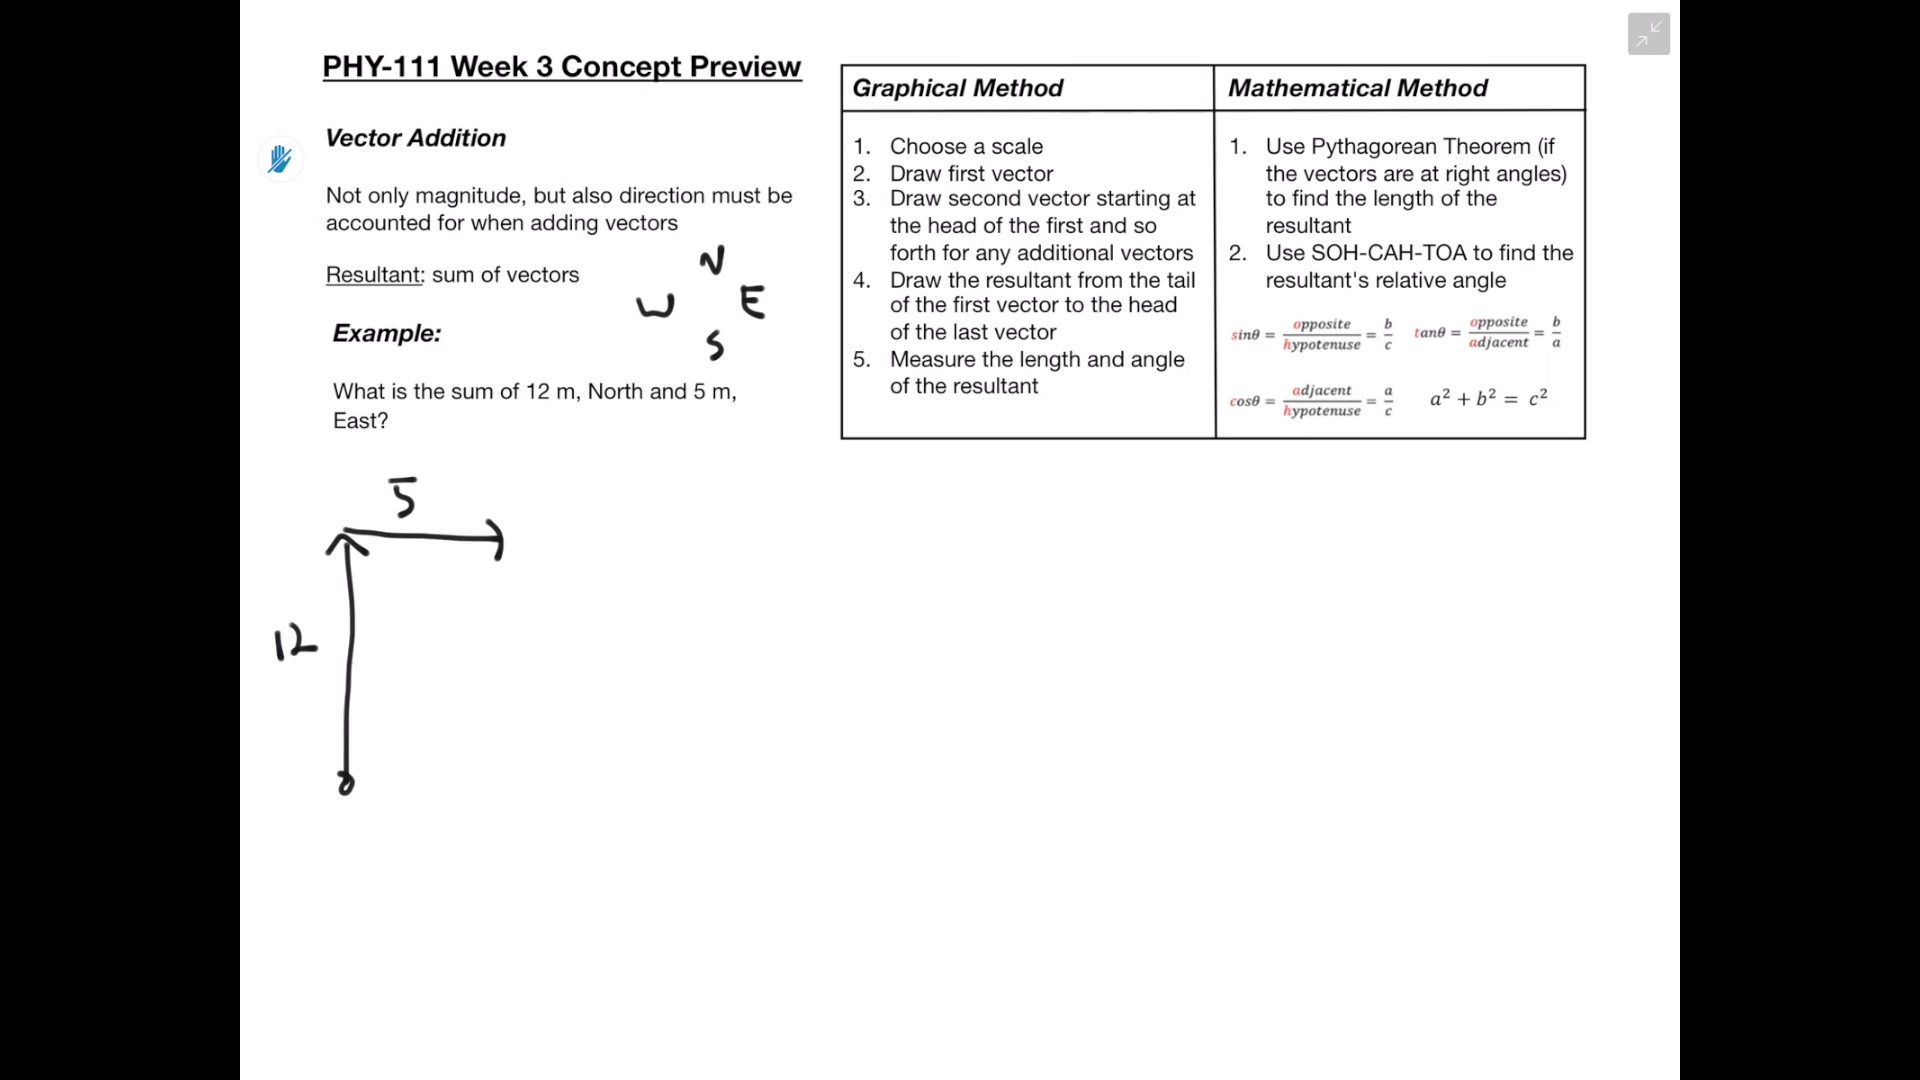 PHY-111 Week 3 Concept Preview
Vector Addition
Not only magnitude, but also direction must be
accounted for when adding vectors
Resultant: sum of vectors
N
W E
S
Example:
What is the sum of 12 m, North and 5 m,
East?
5
12
Graphical Method
1. Choose a scale
2. Draw first vector
3. Draw second vector starting at
the head of the first and so
forth for any additional vectors
4. Draw the resultant from the tail
of the first vector to the head
of the last vector
5. Measure the length and angle
of the resultant
Mathematical Method
1. Use Pythagorean Theorem (if
the vectors are at right angles)
to find the length of the
resultant
2. Use SOH-CAH-TOA to find the
resultant's relative angle
sinθ = opposite/hypotenuse = b/c tanθ = opposite/adjacent = b/a
cosθ = adjacent/hypotenuse = a/c a² + b² = c²